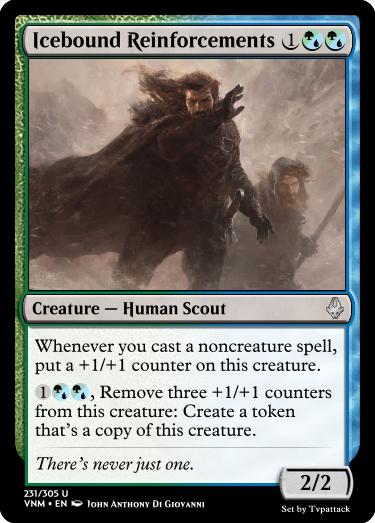 Icebound Reinforcements 1
Creature — Human Scout
Whenever you cast a noncreature spell,
put a +1/+1 counter on this creature.
1, Remove three +1/+1 counters
from this creature: Create a token
that's a copy of this creature.
There's never just one.
2/2
231/305 U
VNM • EN John Anthony Di Giovanni
Set by Tvpattack